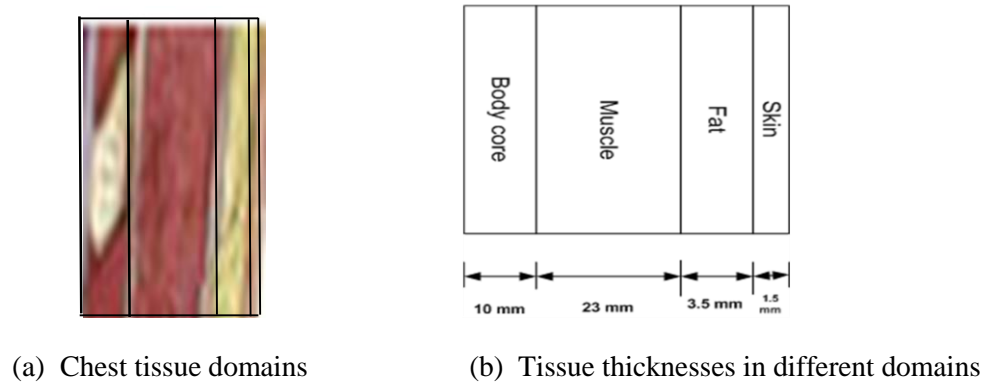 Body core
Muscle
Fat
Skin
10 mm
23 mm
3.5 mm
1.5
mm
(a) Chest tissue domains
(b) Tissue thicknesses in different domains